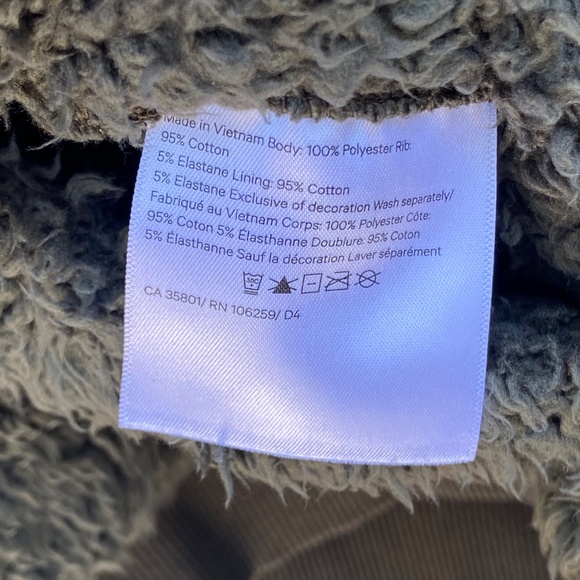 Made in Vietnam Body: 100% Polyester Rib:
95% Cotton
5% Elastane Lining: 95% Cotton
5% Elastane Exclusive of decoration Wash separately/
Fabriqué au Vietnam Corps: 100% Polyester Côte:
95% Coton 5% Élasthanne Doublure: 95% Coton
5% Élasthanne Sauf la décoration Laver séparément
30C
CA 35801/ RN 106259/ D4